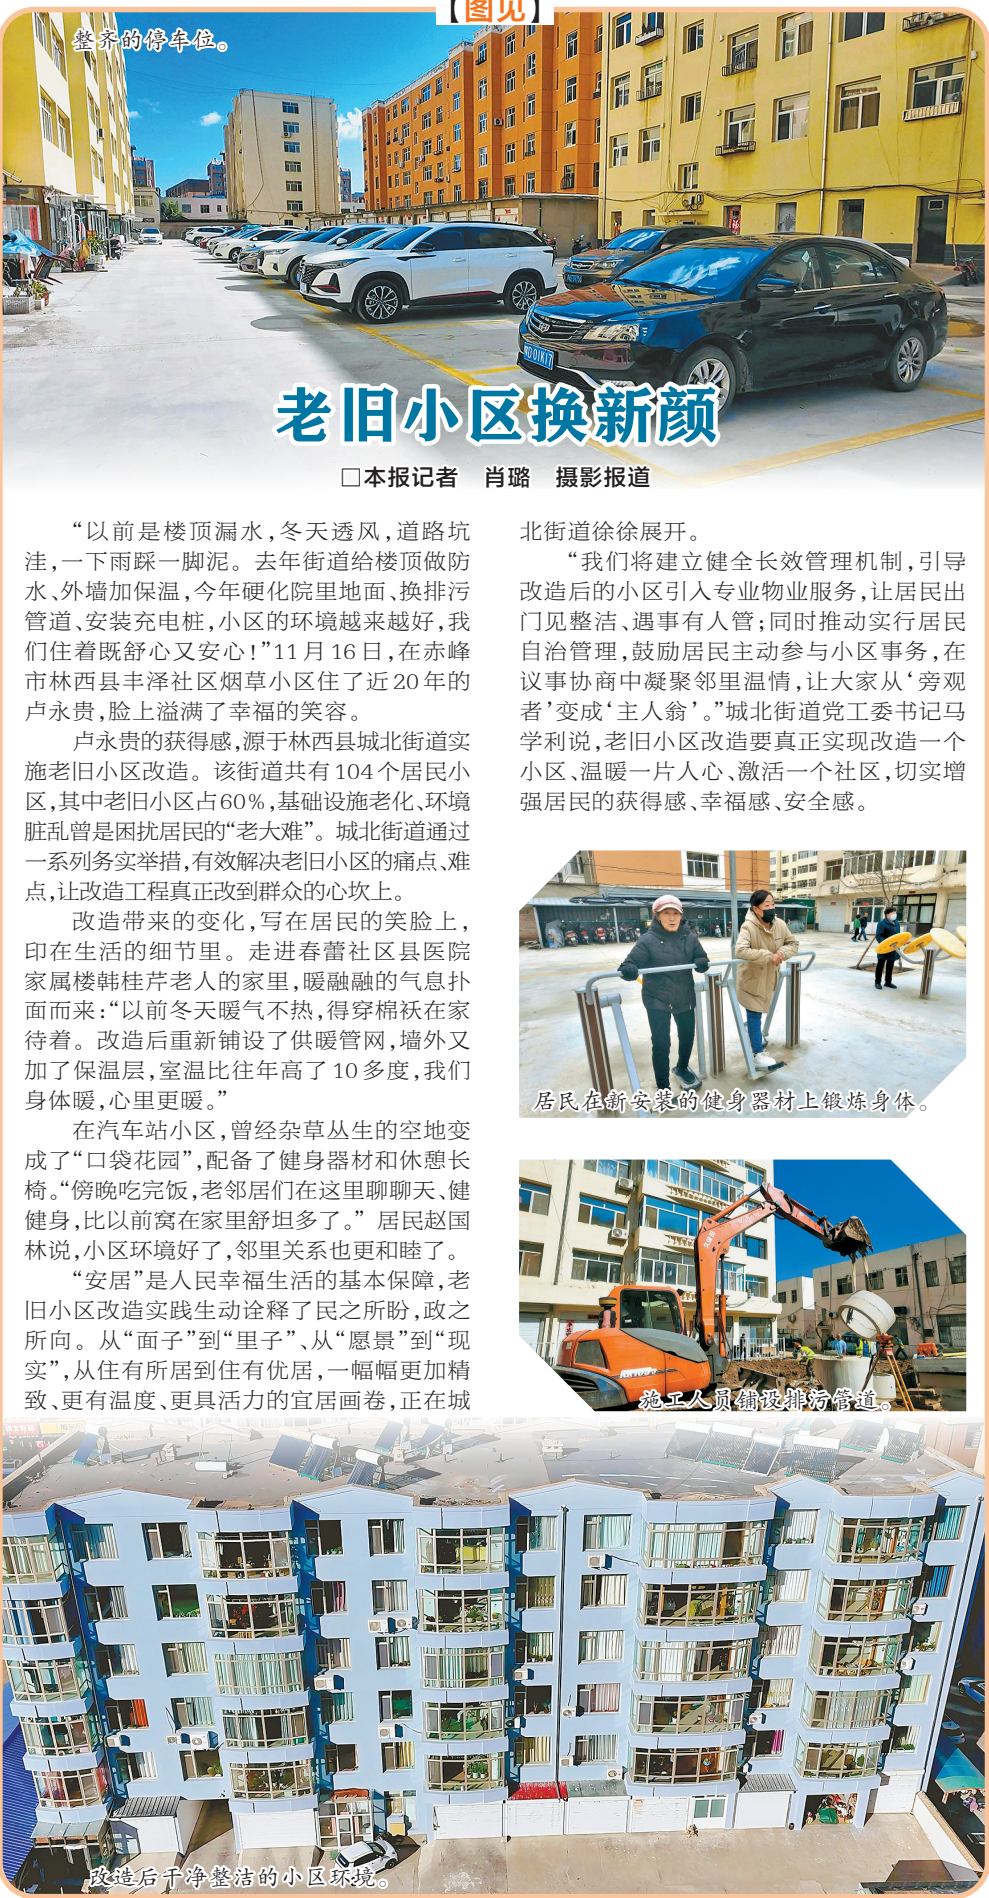 【图见】
整齐的停车位。
老旧小区换新颜
□本报记者　肖璐　摄影报道
“以前是楼顶漏水，冬天透风，道路坑
洼，一下雨踩一脚泥。去年街道给楼顶做防
水、外墙加保温，今年硬化院里地面、换排污
管道、安装充电桩，小区的环境越来越好，我
们住着既舒心又安心！”11月16日，在赤峰
市林西县丰泽社区烟草小区住了近20年的
卢永贵，脸上溢满了幸福的笑容。
卢永贵的获得感，源于林西县城北街道实
施老旧小区改造。该街道共有104个居民小
区，其中老旧小区占60%，基础设施老化、环境
脏乱曾是困扰居民的“老大难”。城北街道通过
一系列务实举措，有效解决老旧小区的痛点、难
点，让改造工程真正改到群众的心坎上。
改造带来的变化，写在居民的笑脸上，
印在生活的细节里。走进春蕾社区县医院
家属楼韩桂芹老人的家里，暖融融的气息扑
面而来：“以前冬天暖气不热，得穿棉袄在家
待着。改造后重新铺设了供暖管网，墙外又
加了保温层，室温比往年高了10多度，我们
身体暖，心里更暖。”
在汽车站小区，曾经杂草丛生的空地变
成了“口袋花园”，配备了健身器材和休憩长
椅。“傍晚吃完饭，老邻居们在这里聊聊天、健
健身，比以前窝在家里舒坦多了。”居民赵国
林说，小区环境好了，邻里关系也更和睦了。
“安居”是人民幸福生活的基本保障，老
旧小区改造实践生动诠释了民之所盼，政之
所向。从“面子”到“里子”、从“愿景”到“现
实”，从住有所居到住有优居，一幅幅更加精
致、更有温度、更具活力的宜居画卷，正在城
北街道徐徐展开。
“我们将建立健全长效管理机制，引导
改造后的小区引入专业物业服务，让居民出
门见整洁、遇事有人管；同时推动实行居民
自治管理，鼓励居民主动参与小区事务，在
议事协商中凝聚邻里温情，让大家从‘旁观
者’变成‘主人翁’。”城北街道党工委书记马
学利说，老旧小区改造要真正实现改造一个
小区、温暖一片人心、激活一个社区，切实增
强居民的获得感、幸福感、安全感。
居民在新安装的健身器材上锻炼身体。
施工人员铺设排污管道。
改造后干净整洁的小区环境。